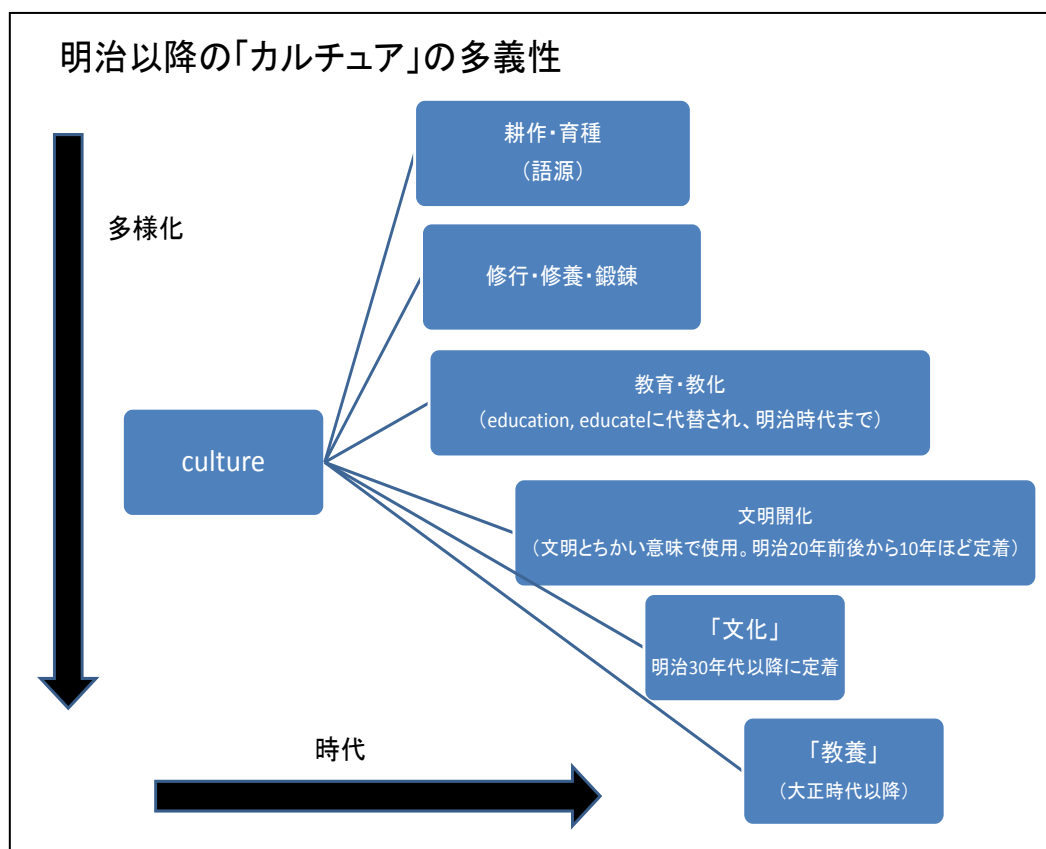 明治以降の「カルチュア」の多義性
耕作・育種
（語源）
多様化
修行・修養・鍛錬
教育・教化
（education, educateに代替され、明治時代まで）
culture
文明開化
（文明とちかい意味で使用。明治20年前後から10年ほど定着）
「文化」
明治30年代以降に定着
「教養」
（大正時代以降）
時代